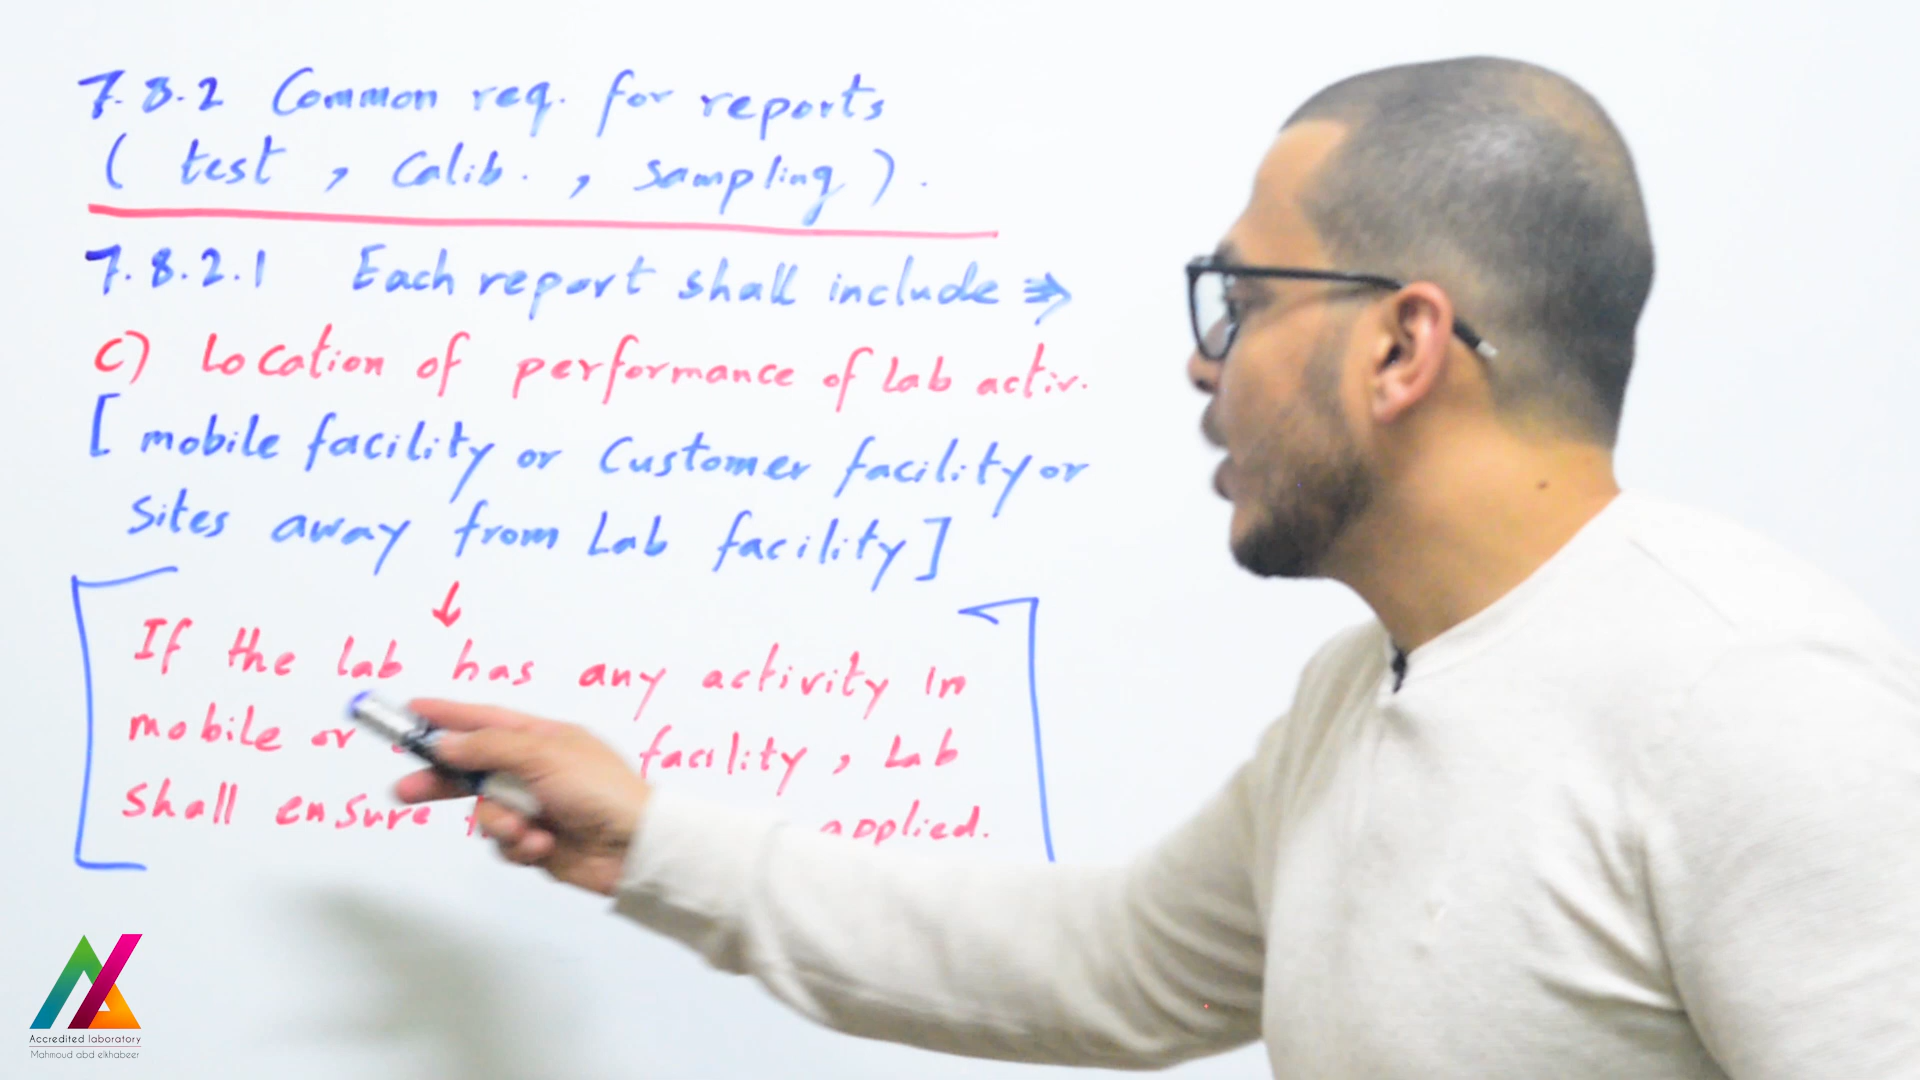 7.8.2 Common req. for reports
( test , Calib. , sampling ) .
7.8.2.1 Each report shall include
C) Location of performance of Lab activ.
[ mobile facility or Customer facility or
sites away from Lab facility ]
If the lab has any activity in
mobile or facility , Lab
shall ensure applied.
Accredited laboratory
Mahmoud abd elkhabeer